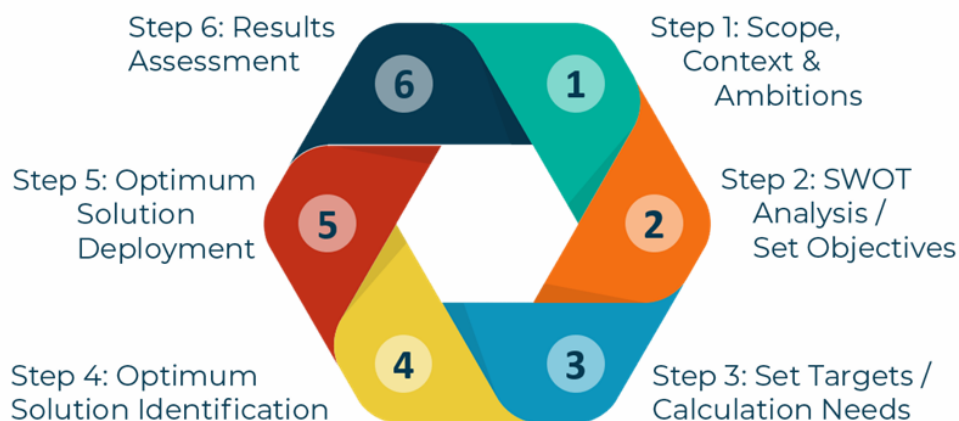 Step 1: Scope,
Context &
Ambitions
Step 2: SWOT
Analysis /
Set Objectives
Step 3: Set Targets /
Calculation Needs
Step 4: Optimum
Solution Identification
Step 5: Optimum
Solution
Deployment
Step 6: Results
Assessment
1
2
3
4
5
6